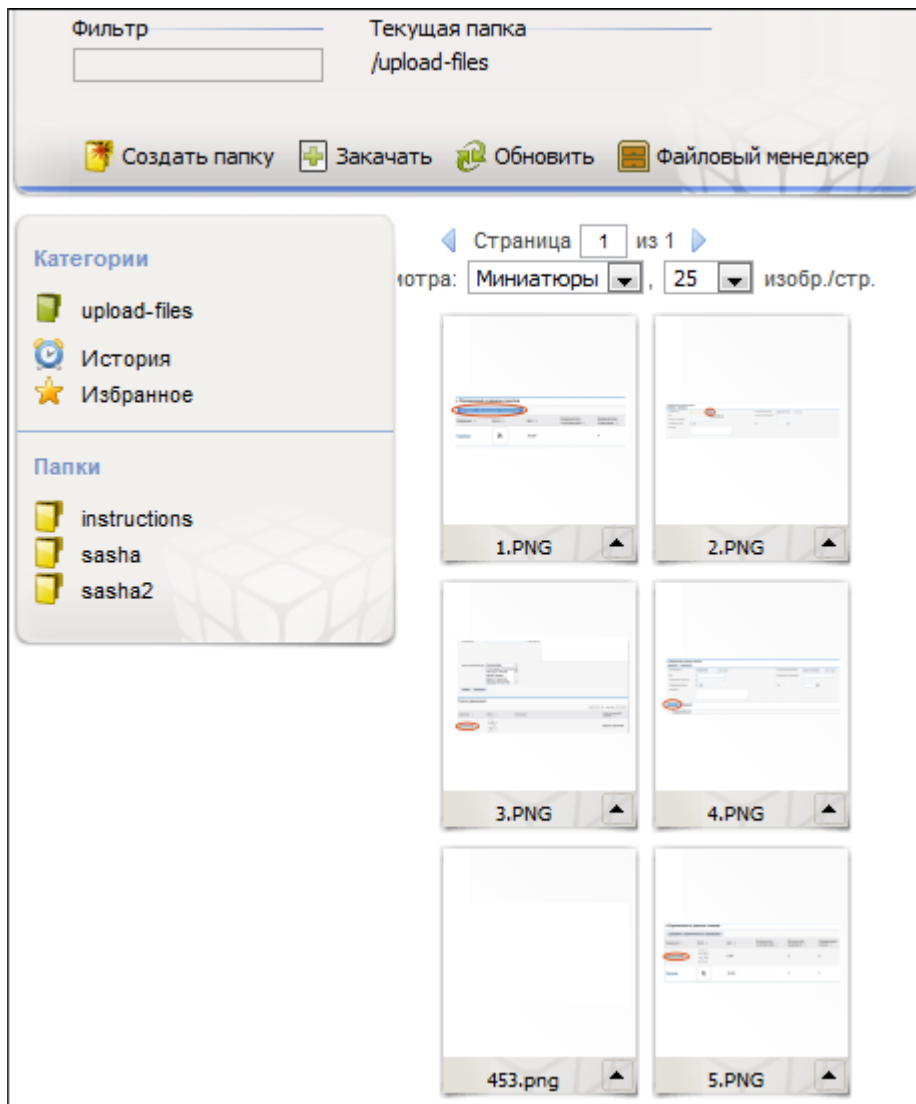 Фильтр
Текущая папка
/upload-files
Создать папку
Закачать
Обновить
Файловый менеджер
Категории
upload-files
История
Избранное
Папки
instructions
sasha
sasha2
Страница 1 из 1
мотра: Миниатюры , 25 изобр./стр.
1.PNG
2.PNG
3.PNG
4.PNG
453.png
5.PNG